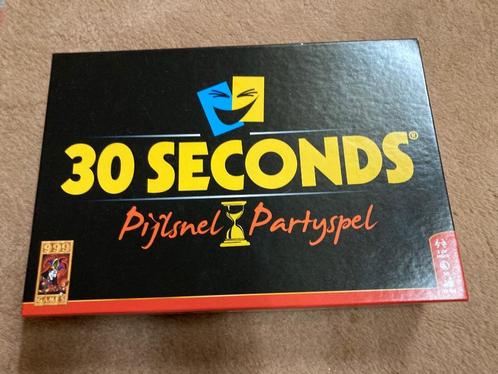 30 SECONDS®
Pijlsnel Partyspel
999
GAMES